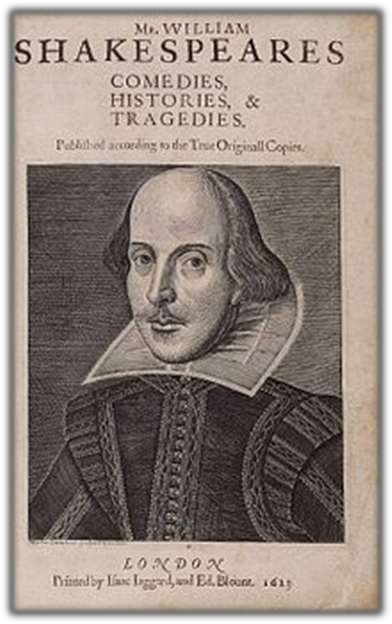 Mr. WILLIAM
SHAKESPEARES
COMEDIES,
HISTORIES, &
TRAGEDIES.
Published according to the True Originall Copies.
LONDON
Printed by Isaac Iaggard, and Ed. Blount. 1623